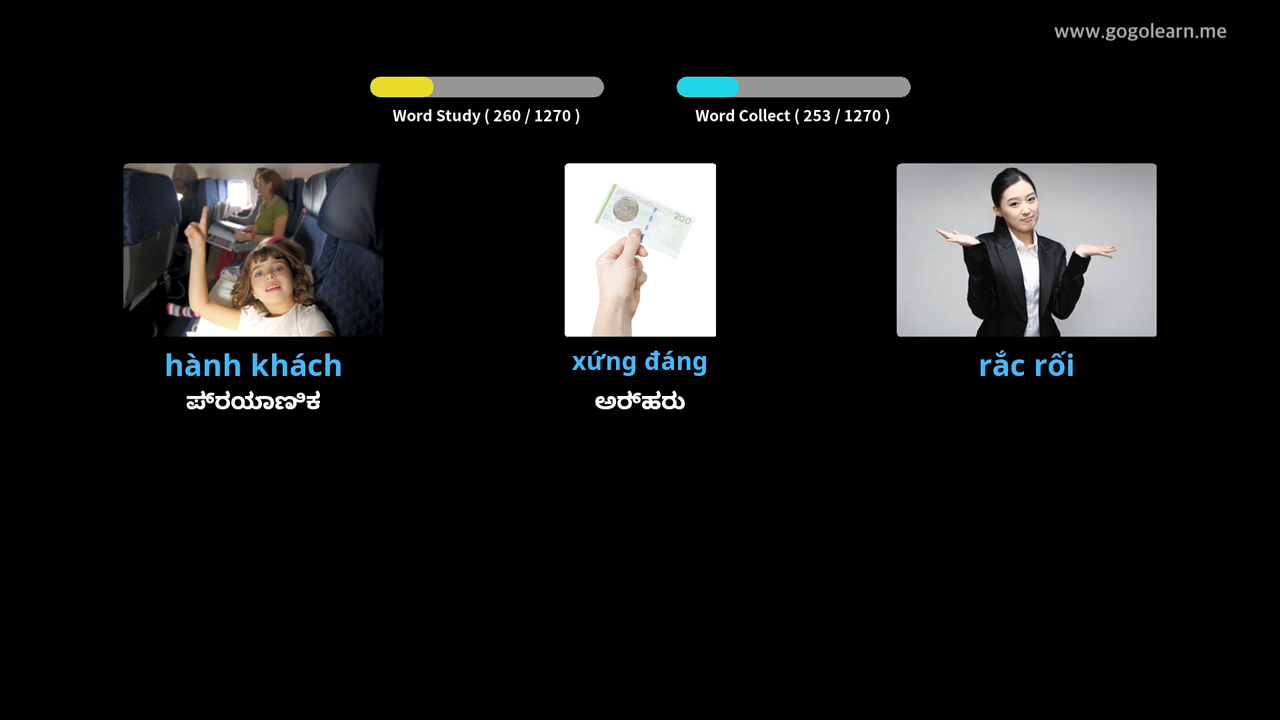 www.gogolearn.me
Word Study ( 260 / 1270 )
Word Collect ( 253 / 1270 )
hành khách
xứng đáng
rắc rối
ಪ್ರಯಾಣಿಕ
ಅರ್ಹರು
200